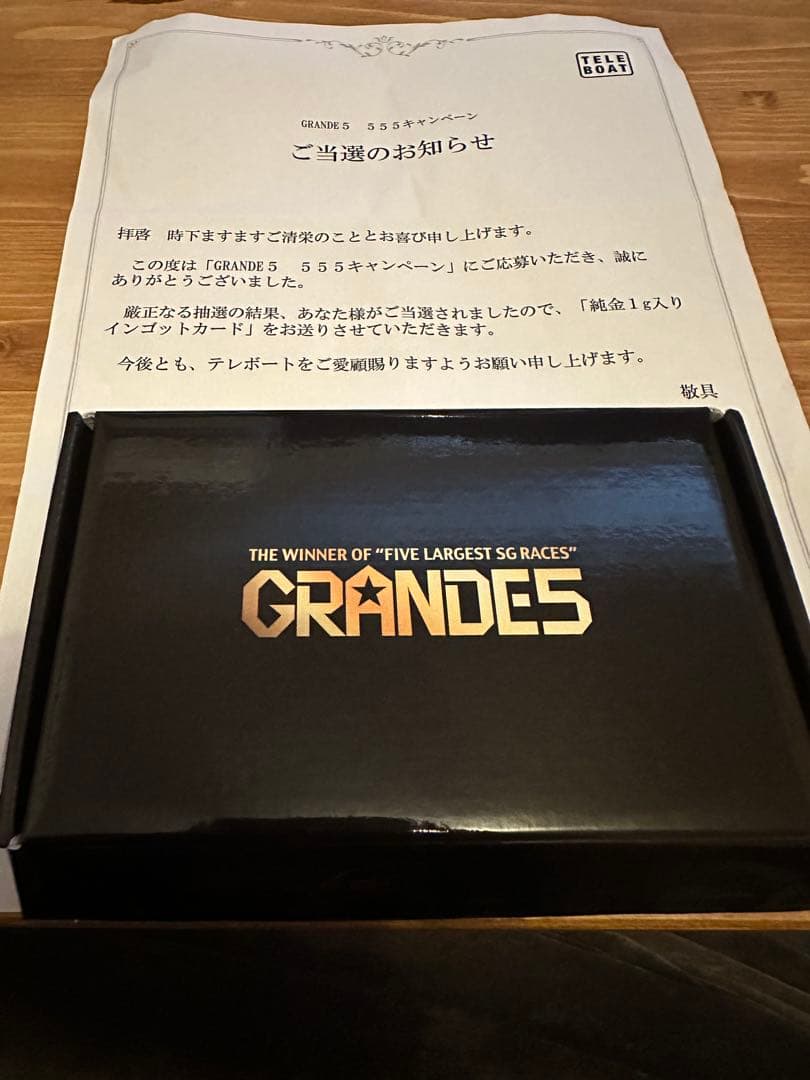 TELE
BOAT
GRANDE５　５５５キャンペーン
ご当選のお知らせ
拝啓　時下ますますご清栄のこととお喜び申し上げます。
この度は「GRANDE５　５５５キャンペーン」にご応募いただき、誠に
ありがとうございました。
厳正なる抽選の結果、あなた様がご当選されましたので、「純金１g入り
インゴットカード」をお送りさせていただきます。
今後とも、テレボートをご愛顧賜りますようお願い申し上げます。
敬具
THE WINNER OF "FIVE LARGEST SG RACES"
GRANDE5